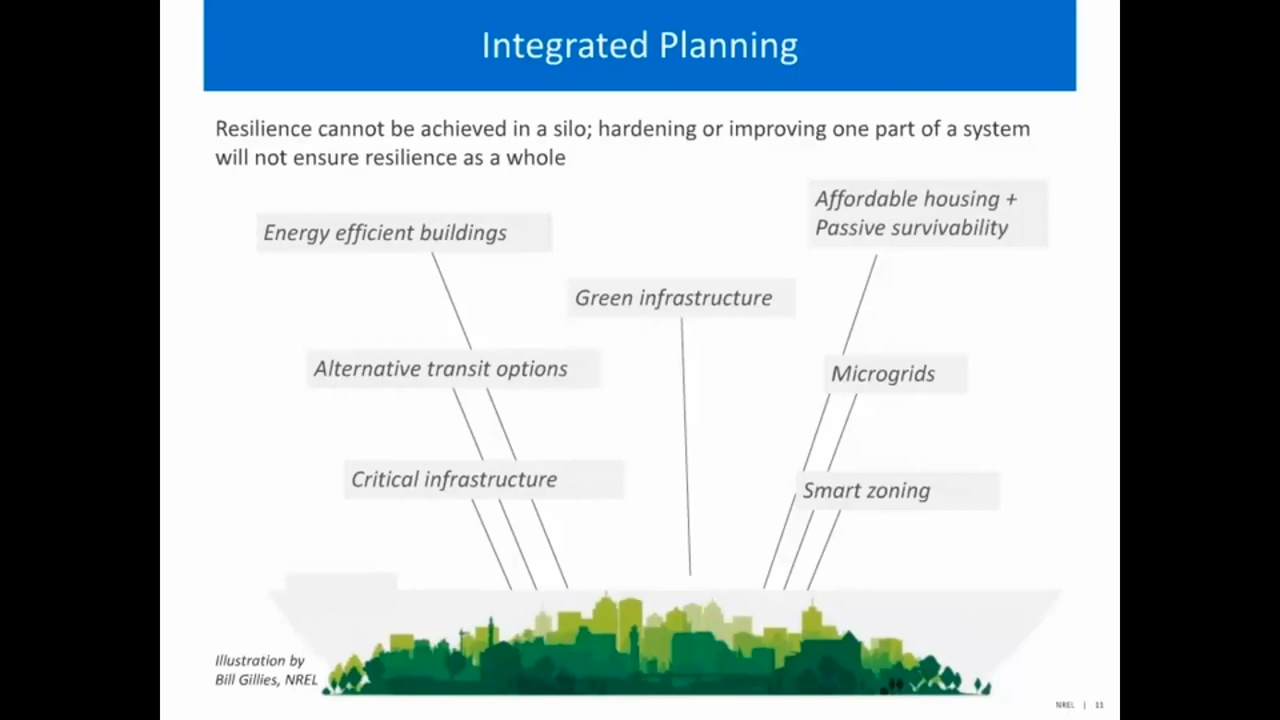 Integrated Planning
Resilience cannot be achieved in a silo; hardening or improving one part of a system
will not ensure resilience as a whole
Affordable housing +
Passive survivability
Energy efficient buildings
Green infrastructure
Alternative transit options
Microgrids
Critical infrastructure
Smart zoning
Illustration by
Bill Gillies, NREL
NREL | 11